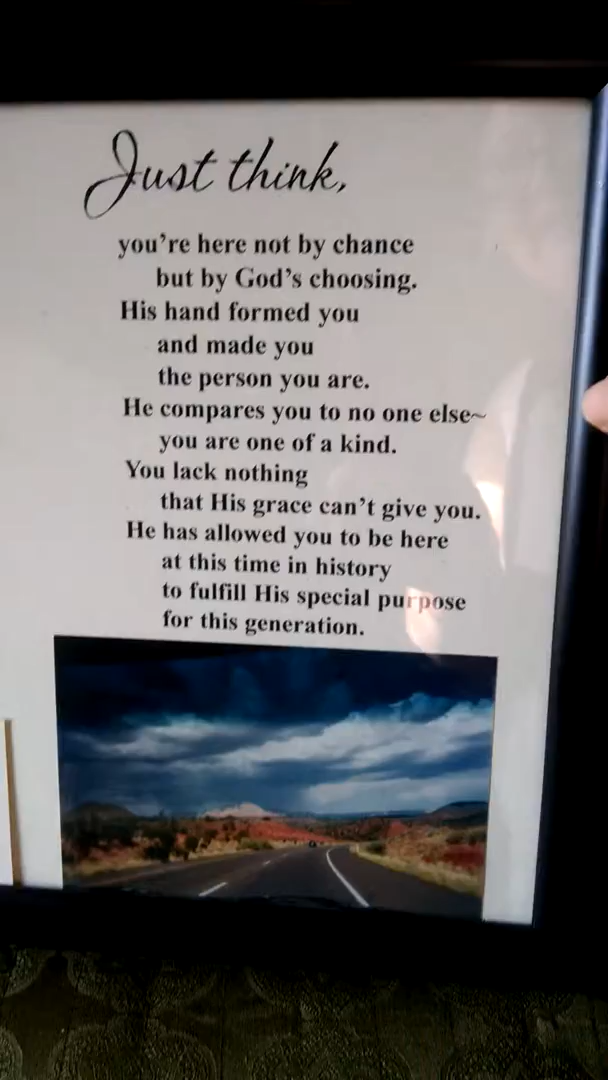 Just think,
you're here not by chance
but by God's choosing.
His hand formed you
and made you
the person you are.
He compares you to no one else~
you are one of a kind.
You lack nothing
that His grace can't give you.
He has allowed you to be here
at this time in history
to fulfill His special purpose
for this generation.